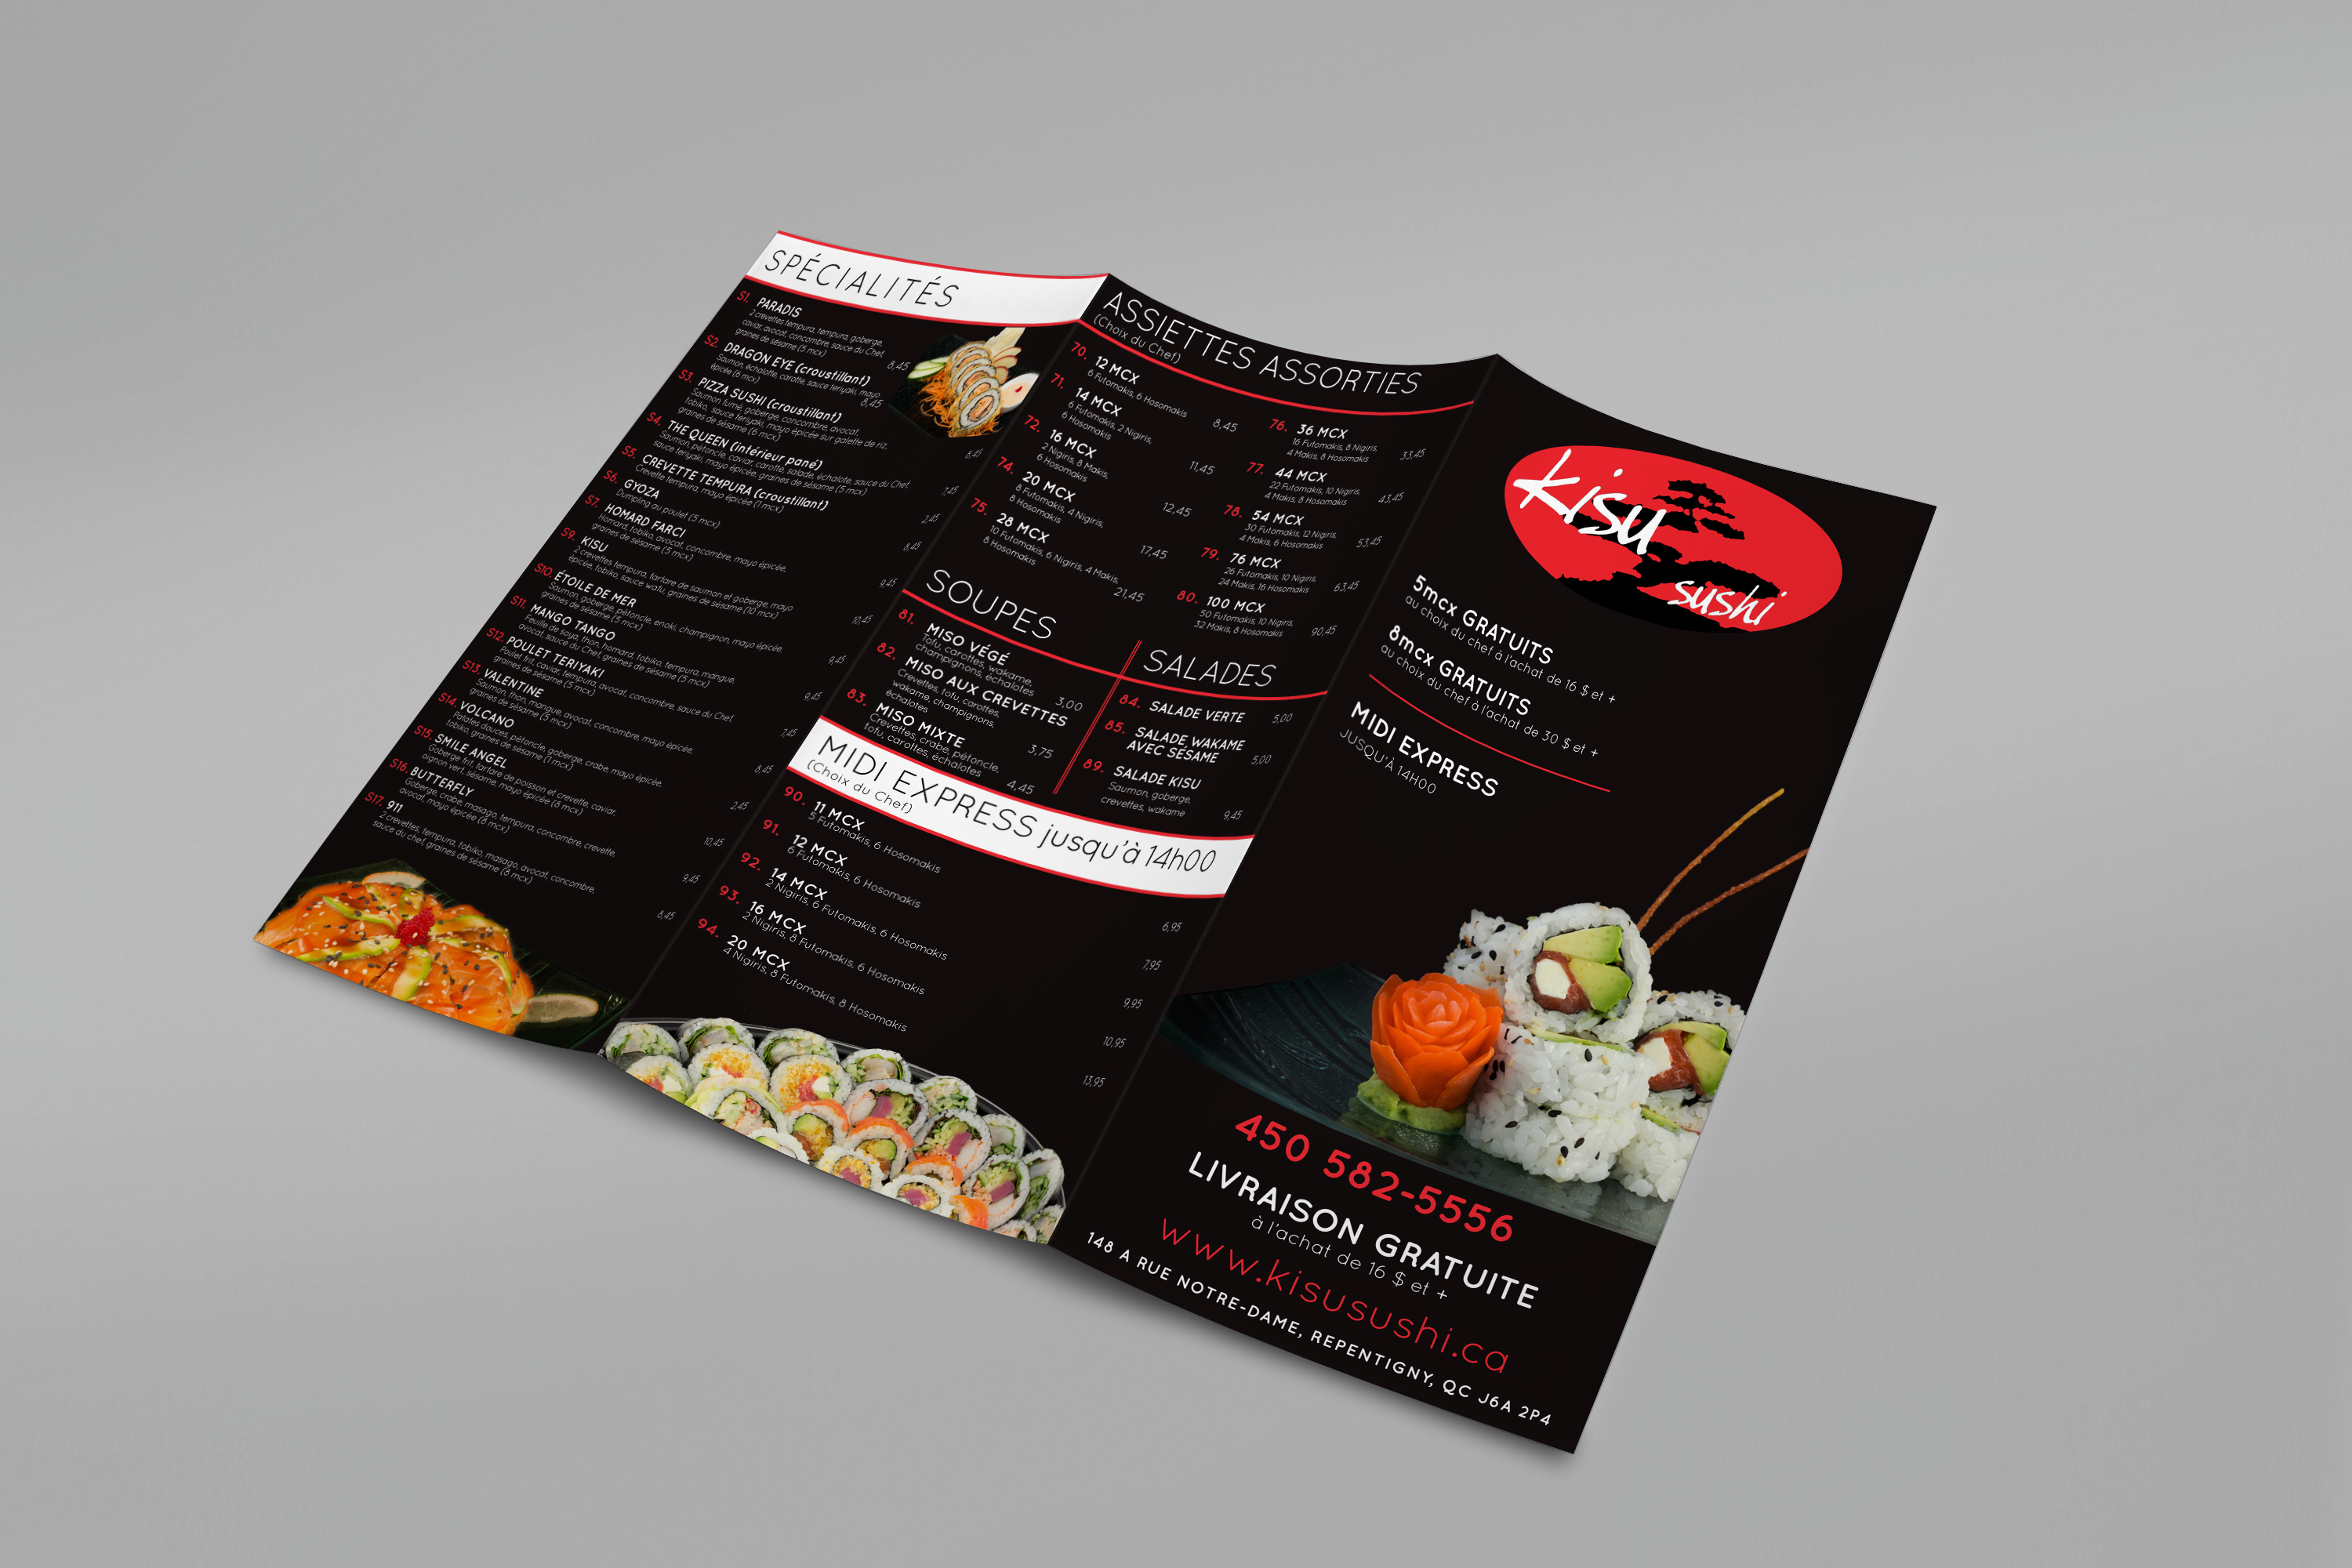 SPÉCIALITÉS
S1. PARADIS
2 crevettes tempura, tempura, goberge,
caviar, avocat, concombre, sauce du Chef,
graines de sésame (5 mcx)
8,45
S2. DRAGON EYE (croustillant)
Saumon, échalotte, carotte, sauce teriyaki, mayo
épicée (6 mcx)
8,45
S3. PIZZA SUSHI (croustillant)
Saumon fumé, goberge, concombre, avocat,
tobiko, sauce teriyaki, mayo épicée sur galette de riz,
graines de sésame (6 mcx)
8,45
S4. THE QUEEN (intérieur pané)
Saumon, pétoncle, caviar, carotte, salade, échalote, sauce du Chef,
sauce teriyaki, mayo épicée, graines de sésame (5 mcx)
7,45
S5. CREVETTE TEMPURA (croustillant)
Crevette tempura, mayo épicée (1 mcx)
2,45
S6. GYOZA
Dumpling au poulet (5 mcx)
8,45
S7. HOMARD FARCI
Homard, tobiko, avocat, concombre, mayo épicée,
graines de sésame (5 mcx)
9,45
S9. KISU
2 crevettes tempura, tartare de saumon et goberge, mayo
épicée, tobiko, sauce wafu, graines de sésame (10 mcx)
10,45
S10. ÉTOILE DE MER
Saumon, goberge, pétoncle, enoki, champignon, mayo épicée,
graines de sésame (5 mcx)
9,45
S11. MANGO TANGO
Feuille de soya, thon, homard, tobiko, tempura, mangue,
avocat, sauce du Chef, graines de sésame (5 mcx)
9,45
S12. POULET TERIYAKI
Poulet frit, caviar, tempura, avocat, concombre, sauce du Chef,
graines de sésame (5 mcx)
7,45
S13. VALENTINE
Saumon, thon, mangue, avocat, concombre, mayo épicée,
graines de sésame (5 mcx)
8,45
S14. VOLCANO
Patates douces, pétoncle, goberge, crabe, mayo épicée,
tobiko, graines de sésame (1 mcx)
2,45
S15. SMILE ANGEL
Goberge frit, tartare de poisson et crevette, caviar,
oignon vert, sésame, mayo épicée (8 mcx)
10,45
S16. BUTTERFLY
Goberge, crabe, masago, tempura, concombre, crevette,
avocat, mayo épicée (8 mcx)
9,45
S17. 911
2 crevettes, tempura, tobiko, masago, avocat, concombre,
sauce du chef, graines de sésame (8 mcx)
8,45
ASSIETTES ASSORTIES
(Choix du Chef)
70. 12 MCX
6 Futomakis, 6 Hosomakis
8,45
71. 14 MCX
6 Futomakis, 2 Nigiris,
6 Hosomakis
11,45
72. 16 MCX
2 Nigiris, 8 Makis,
6 Hosomakis
12,45
74. 20 MCX
8 Futomakis, 4 Nigiris,
8 Hosomakis
17,45
75. 28 MCX
10 Futomakis, 6 Nigiris, 4 Makis,
8 Hosomakis
21,45
76. 36 MCX
16 Futomakis, 8 Nigiris,
4 Makis, 8 Hosomakis
33,45
77. 44 MCX
22 Futomakis, 10 Nigiris,
4 Makis, 8 Hosomakis
43,45
78. 54 MCX
30 Futomakis, 12 Nigiris,
4 Makis, 6 Hosomakis
53,45
79. 76 MCX
26 Futomakis, 10 Nigiris,
24 Makis, 16 Hosomakis
63,45
80. 100 MCX
50 Futomakis, 10 Nigiris,
32 Makis, 8 Hosomakis
90,45
SOUPES
81. MISO VÉGÉ
Tofu, carottes, wakame,
champignons, échalotes
3,00
82. MISO AUX CREVETTES
Crevettes, tofu, carottes,
wakame, champignons,
échalotes
3,75
83. MISO MIXTE
Crevettes, crabe, pétoncle,
tofu, carottes, échalotes
4,45
SALADES
84. SALADE VERTE 5,00
85. SALADE WAKAME
AVEC SÉSAME 5,00
89. SALADE KISU
Saumon, goberge,
crevettes, wakame
9,45
MIDI EXPRESS jusqu'à 14h00
(Choix du Chef)
90. 11 MCX
5 Futomakis, 6 Hosomakis
6,95
91. 12 MCX
6 Futomakis, 6 Hosomakis
7,95
92. 14 MCX
2 Nigiris, 6 Futomakis, 6 Hosomakis
9,95
93. 16 MCX
2 Nigiris, 8 Futomakis, 6 Hosomakis
10,95
94. 20 MCX
4 Nigiris, 8 Futomakis, 8 Hosomakis
13,95
kisu
sushi
5mcx GRATUITS
au choix du chef à l'achat de 16 $ et +
8mcx GRATUITS
au choix du chef à l'achat de 30 $ et +
MIDI EXPRESS
JUSQU'À 14H00
450 582-5556
LIVRAISON GRATUITE
à l'achat de 16 $ et +
www.kisusushi.ca
148 A RUE NOTRE-DAME, REPENTIGNY, QC J6A 2P4